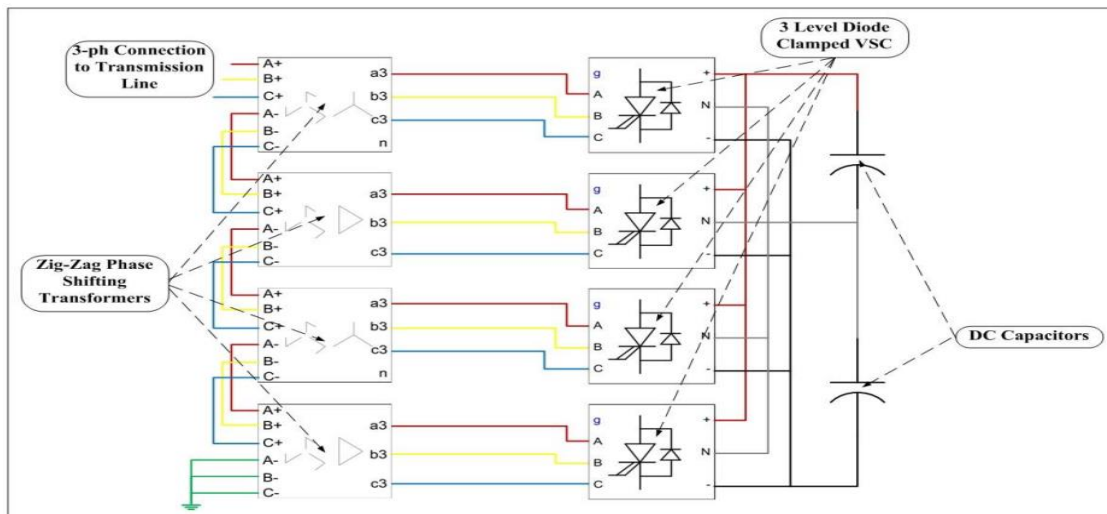 3-ph Connection
to Transmission
Line
3 Level Diode
Clamped VSC
Zig-Zag Phase
Shifting
Transformers
DC Capacitors
A+
B+
C+
A-
B-
C-
a3
b3
c3
n
g
A
B
C
+
N
-
A+
B+
C+
A-
B-
C-
a3
b3
c3
g
A
B
C
+
N
-
A+
B+
C+
A-
B-
C-
a3
b3
c3
n
g
A
B
C
+
N
-
A+
B+
C+
A-
B-
C-
a3
b3
c3
g
A
B
C
+
N
-